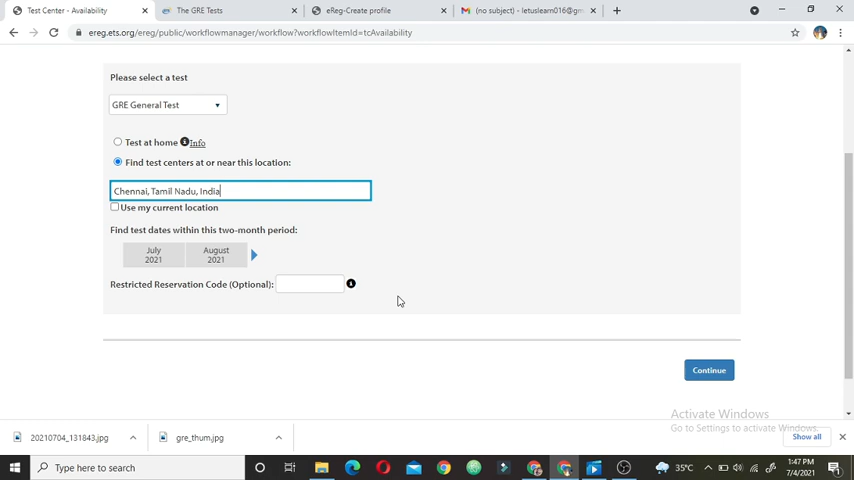 Test Center - Availability
The GRE Tests
eReg-Create profile
(no subject) - letuslearn016@gm
ereg.ets.org/ereg/public/workflowmanager/workflow?workflowItemId=tcAvailability
Please select a test
GRE General Test
Test at home Info
Find test centers at or near this location:
Chennai, Tamil Nadu, India
Use my current location
Find test dates within this two-month period:
July
2021
August
2021
Restricted Reservation Code (Optional):
Continue
Activate Windows
Go to Settings to activate Windows.
20210704_131843.jpg
gre_thum.jpg
Show all
Type here to search
35°C
1:47 PM
7/4/2021